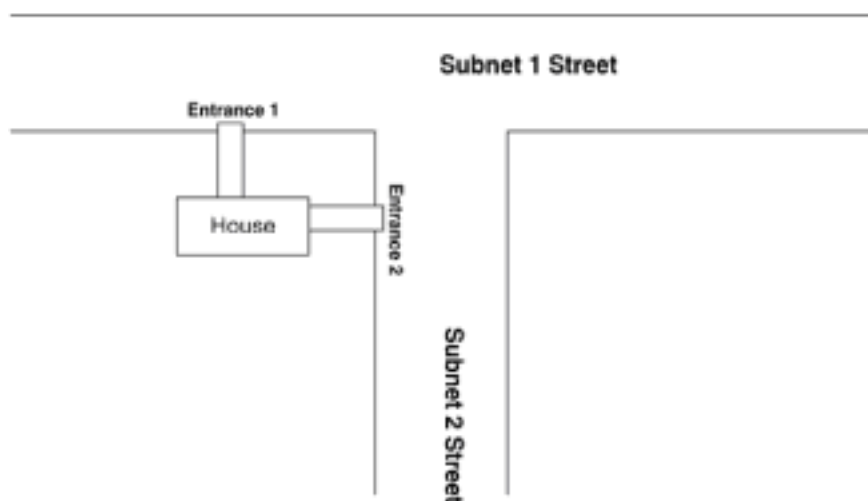 Subnet 1 Street
Entrance 1
House
Entrance 2
Subnet 2 Street